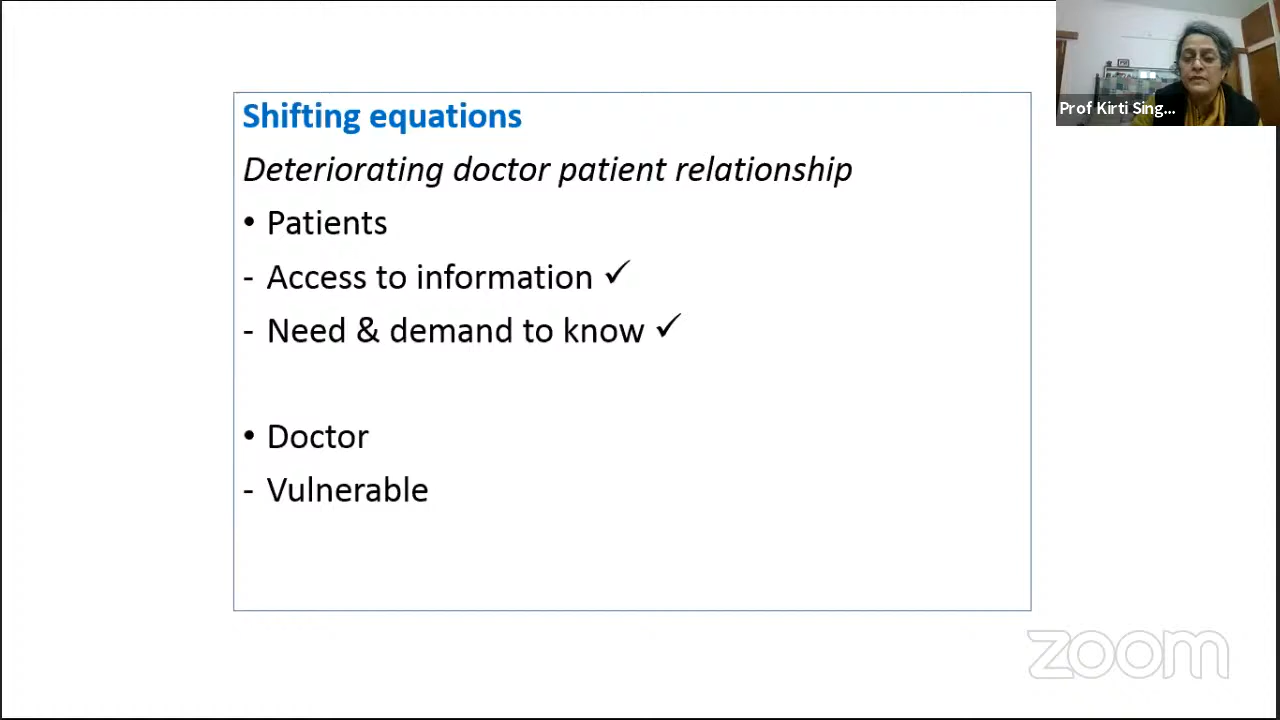 Shifting equations
Deteriorating doctor patient relationship
• Patients
- Access to information ✓
- Need & demand to know ✓
• Doctor
- Vulnerable
Prof Kirti Sing...
zoom